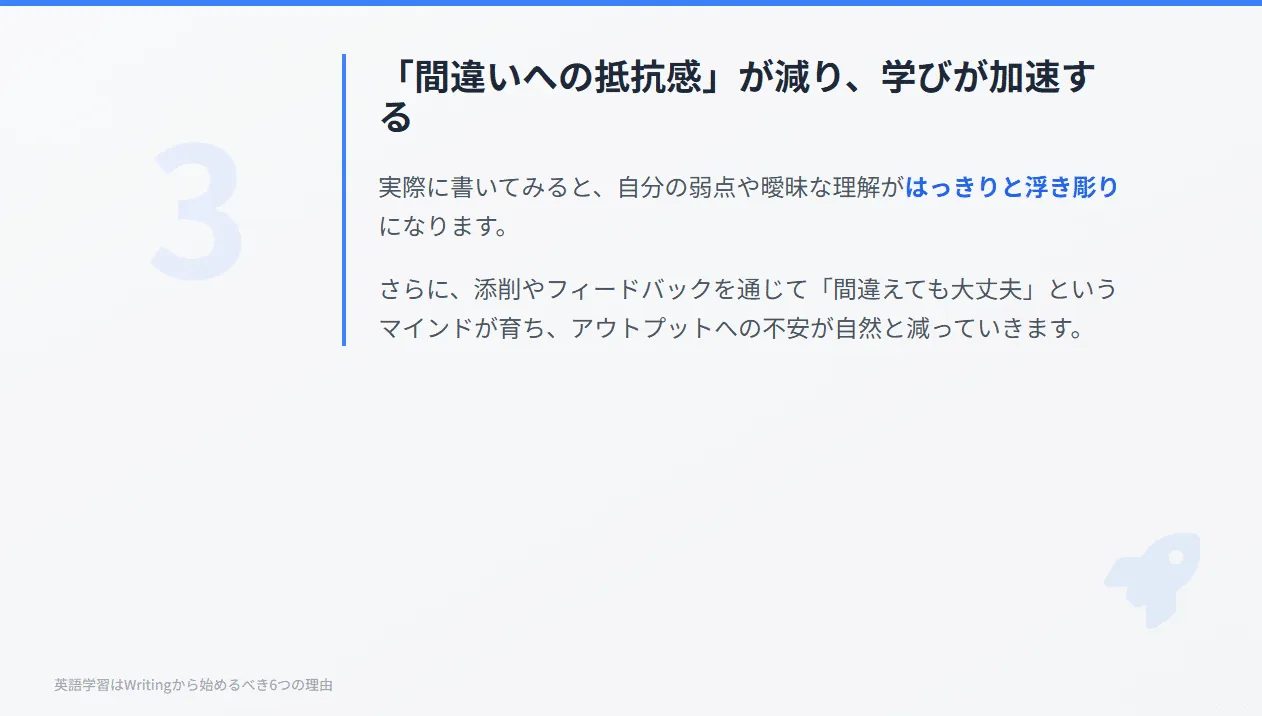 3
「間違いへの抵抗感」が減り、学びが加速す
る
実際に書いてみると、自分の弱点や曖昧な理解がはっきりと浮き彫り
になります。
さらに、添削やフィードバックを通じて「間違えても大丈夫」という
マインドが育ち、アウトプットへの不安が自然と減っていきます。
英語学習はWritingから始めるべき6つの理由